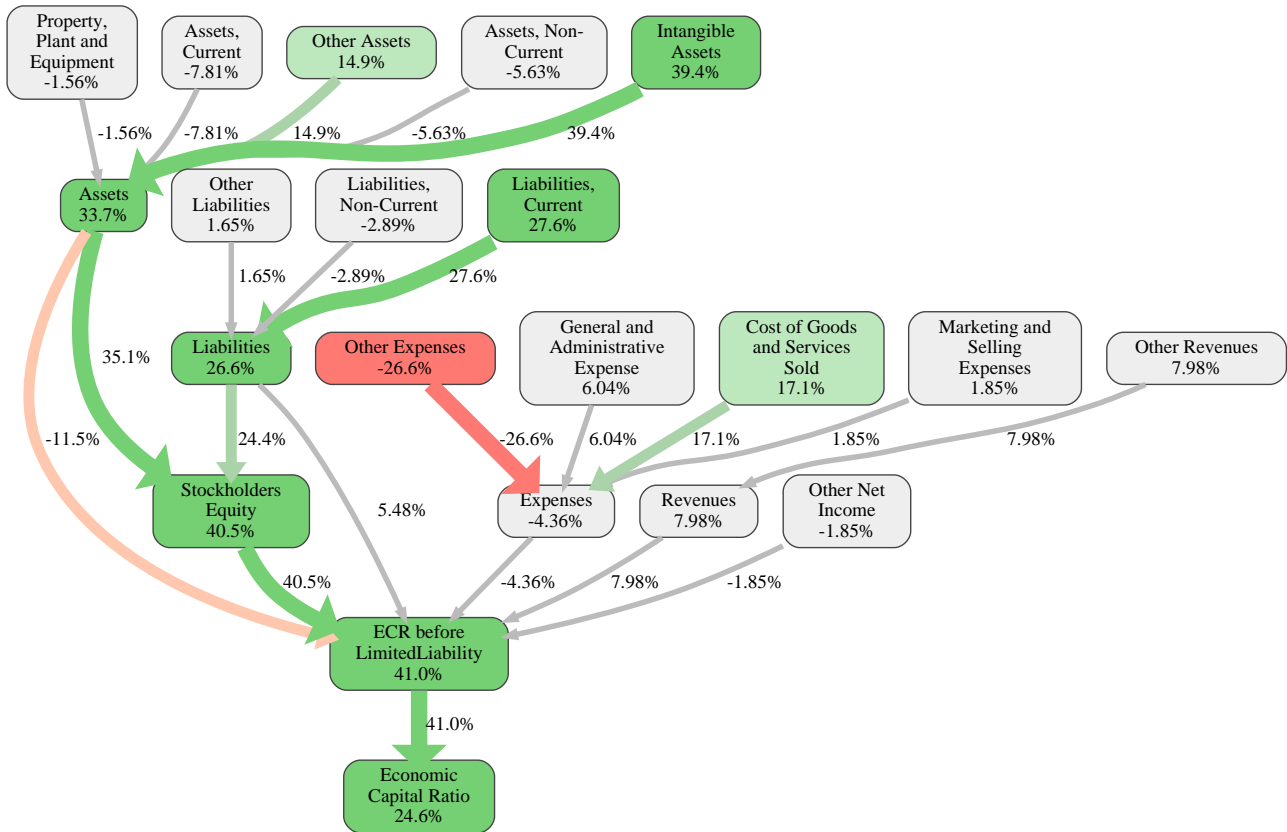 Property,
Plant and
Equipment
-1.56%
Assets,
Current
-7.81%
Other Assets
14.9%
Assets, Non-
Current
-5.63%
Intangible
Assets
39.4%
-1.56%
-7.81%
14.9%
-5.63%
39.4%
Assets
33.7%
Other
Liabilities
1.65%
Liabilities,
Non-Current
-2.89%
Liabilities,
Current
27.6%
1.65%
-2.89%
27.6%
Liabilities
26.6%
Other Expenses
-26.6%
General and
Administrative
Expense
6.04%
Cost of Goods
and Services
Sold
17.1%
Marketing and
Selling
Expenses
1.85%
Other Revenues
7.98%
35.1%
-11.5%
24.4%
-26.6%
6.04%
17.1%
1.85%
7.98%
Stockholders
Equity
40.5%
5.48%
Expenses
-4.36%
Revenues
7.98%
Other Net
Income
-1.85%
40.5%
-4.36%
7.98%
-1.85%
ECR before
LimitedLiability
41.0%
41.0%
Economic
Capital Ratio
24.6%